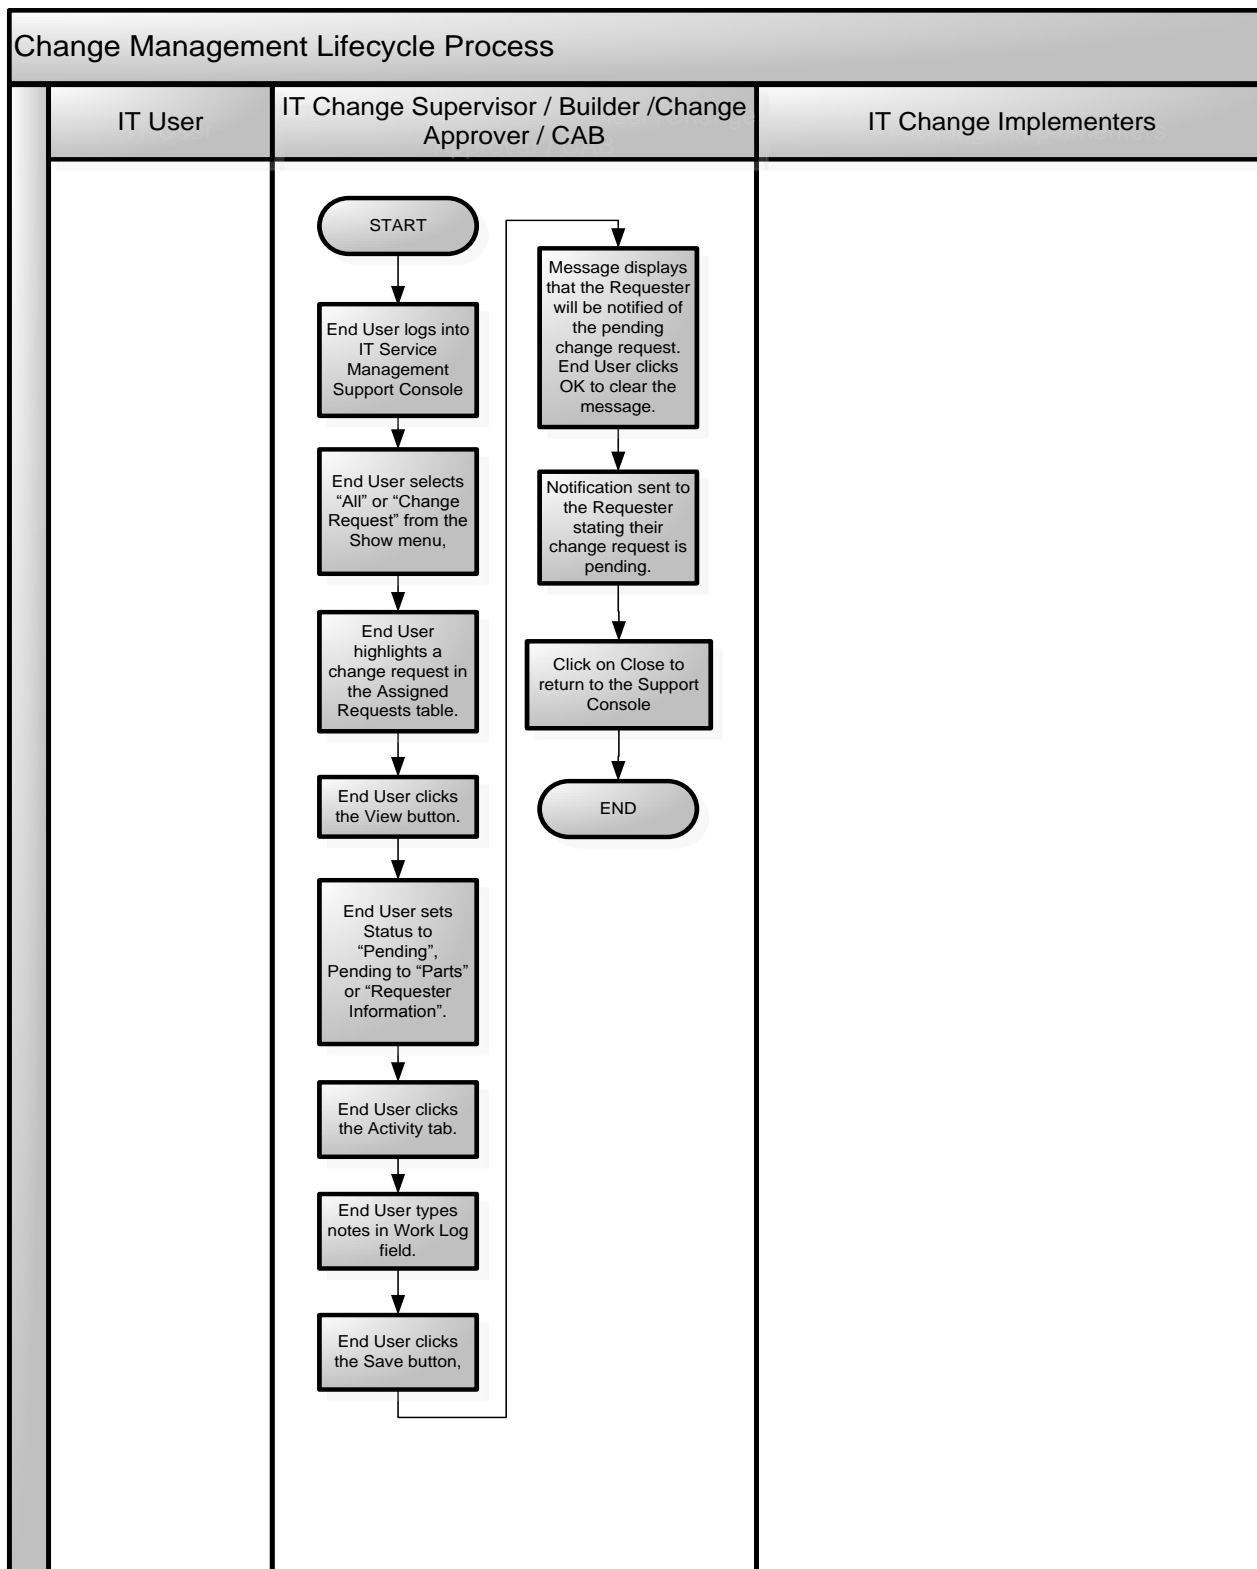 Change Management Lifecycle Process
IT User
IT Change Supervisor / Builder /Change
Approver / CAB
IT Change Implementers
START
End User logs into
IT Service
Management
Support Console
End User selects
“All” or “Change
Request” from the
Show menu,
End User
highlights a
change request in
the Assigned
Requests table.
End User clicks
the View button.
End User sets
Status to
“Pending”,
Pending to “Parts”
or “Requester
Information”.
End User clicks
the Activity tab.
End User types
notes in Work Log
field.
End User clicks
the Save button,
Message displays
that the Requester
will be notified of
the pending
change request.
End User clicks
OK to clear the
message.
Notification sent to
the Requester
stating their
change request is
pending.
Click on Close to
return to the Support
Console
END